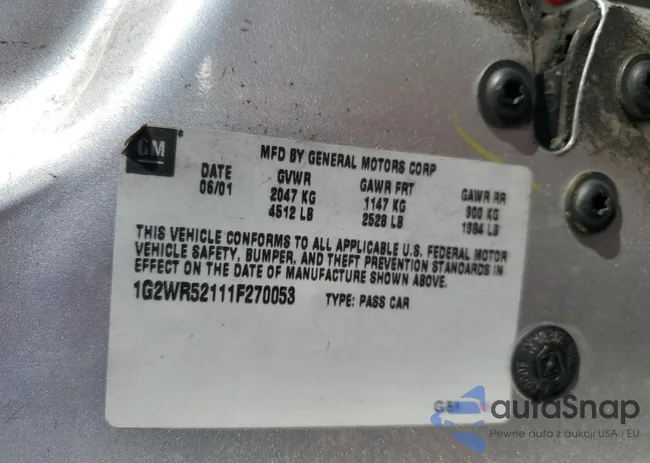 GM
MFD BY GENERAL MOTORS CORP
DATE GVWR GAWR FRT GAWR RR
06/01 2047 KG 1147 KG 900 KG
4512 LB 2528 LB 1984 LB
THIS VEHICLE CONFORMS TO ALL APPLICABLE U.S. FEDERAL MOTOR
VEHICLE SAFETY, BUMPER, AND THEFT PREVENTION STANDARDS IN
EFFECT ON THE DATE OF MANUFACTURE SHOWN ABOVE.
1G2WR52111F270053 TYPE: PASS CAR
autoSnap
Pewne auta z aukcji USA i EU